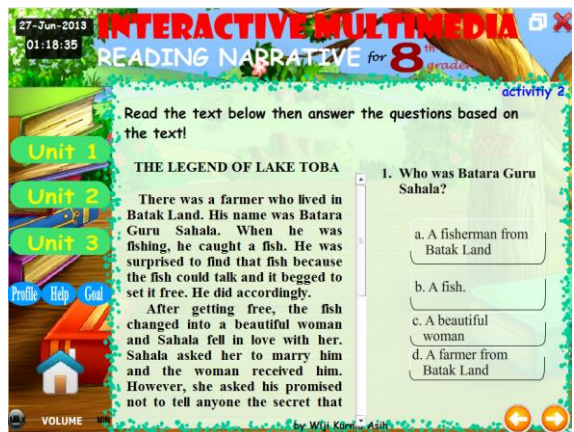 27-Jun-2013
01:18:35
INTERACTIVE MULTIMEDIA
READING NARRATIVE for 8th graders
activitiy 2
Unit 1
Unit 2
Unit 3
Profile Help Goal
VOLUME
Read the text below then answer the questions based on
the text!
THE LEGEND OF LAKE TOBA
There was a farmer who lived in
Batak Land. His name was Batara
Guru Sahala. When he was
fishing, he caught a fish. He was
surprised to find that fish because
the fish could talk and it begged to
set it free. He did accordingly.
After getting free, the fish
changed into a beautiful woman
and Sahala fell in love with her.
Sahala asked her to marry him
and the woman received him.
However, she asked his promised
not to tell anyone the secret that
1. Who was Batara Guru
Sahala?
a. A fisherman from
Batak Land
b. A fish.
c. A beautiful
woman
d. A farmer from
Batak Land
by Wiji Asih